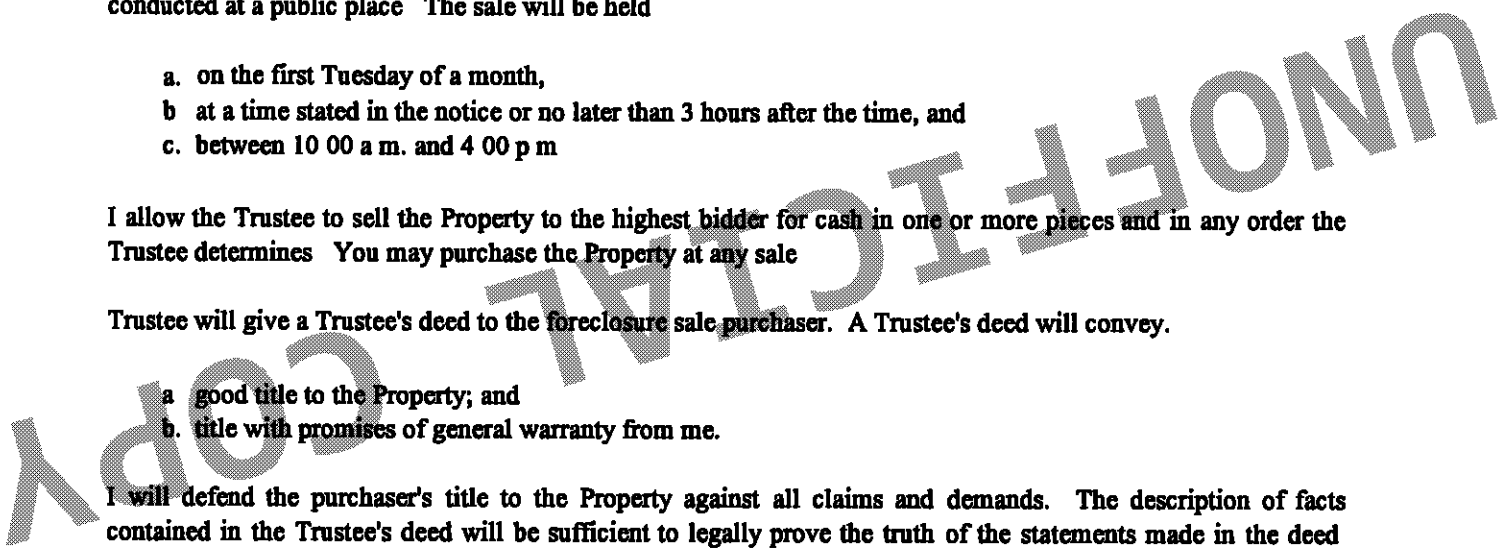 conducted at a public place The sale will be held
a. on the first Tuesday of a month,
b at a time stated in the notice or no later than 3 hours after the time, and
c. between 10 00 a m. and 4 00 p m
I allow the Trustee to sell the Property to the highest bidder for cash in one or more pieces and in any order the
Trustee determines You may purchase the Property at any sale
Trustee will give a Trustee's deed to the foreclosure sale purchaser. A Trustee's deed will convey.
a good title to the Property; and
b. title with promises of general warranty from me.
I will defend the purchaser's title to the Property against all claims and demands. The description of facts
contained in the Trustee's deed will be sufficient to legally prove the truth of the statements made in the deed
UNOFFICIAL COPY